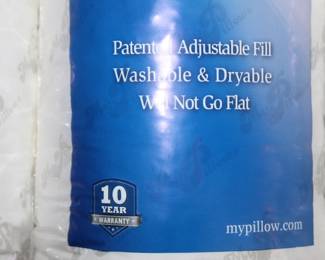 Patented Adjustable Fill
Washable & Dryable
Will Not Go Flat
10
YEAR
WARRANTY
mypillow.com